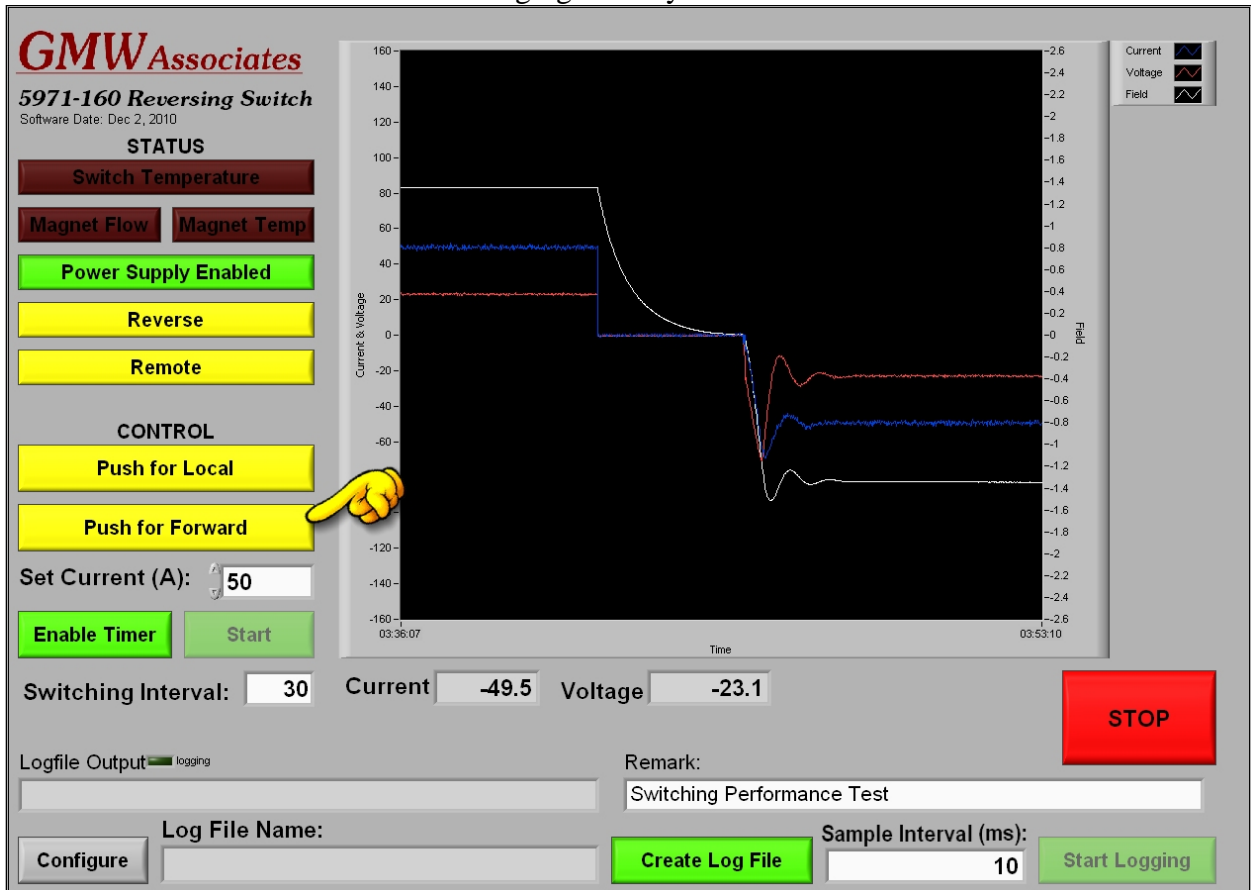 GMW Associates
5971-160 Reversing Switch
Software Date: Dec 2, 2010
STATUS
Switch Temperature
Magnet Flow Magnet Temp
Power Supply Enabled
Reverse
Remote
CONTROL
Push for Local
Push for Forward
Set Current (A): 50
Enable Timer Start
Switching Interval: 30
Current & Voltage
160
140
120
100
80
60
40
20
0
-20
-40
-60
-120
-140
-160
03:36:07
03:53:10
Time
2.6
2.4
2.2
2
1.8
1.6
1.4
1.2
1
0.8
0.6
0.4
0.2
0
-0.2
-0.4
-0.6
-0.8
-1
-1.2
-1.4
-1.6
-1.8
-2
-2.2
-2.4
-2.6
Field
Current
Voltage
Field
Current -49.5 Voltage -23.1
STOP
Logfile Output logging
Remark:
Switching Performance Test
Log File Name:
Configure
Create Log File
Sample Interval (ms):
10
Start Logging